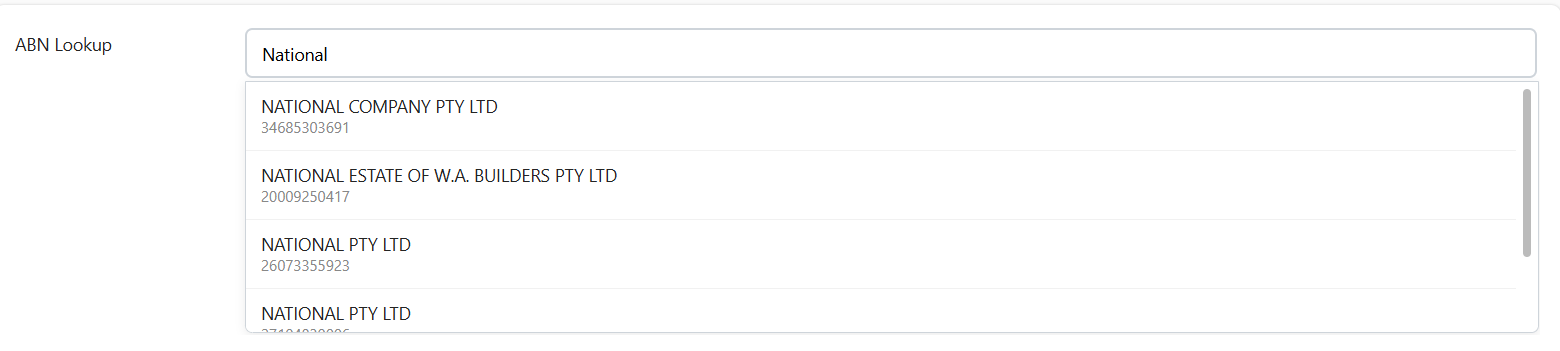 ABN Lookup
National
NATIONAL COMPANY PTY LTD
34685303691
NATIONAL ESTATE OF W.A. BUILDERS PTY LTD
20009250417
NATIONAL PTY LTD
26073355923
NATIONAL PTY LTD